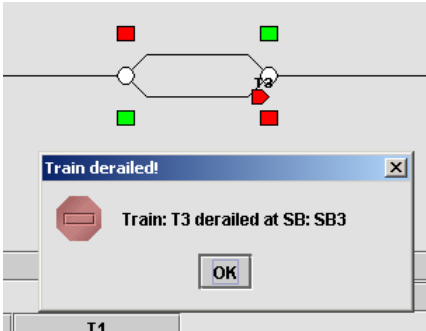 T3
Train derailed!
Train: T3 derailed at SB: SB3
OK
T1